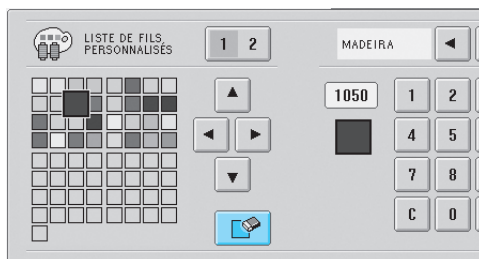 LISTE DE FILS
PERSONNALISÉS
1 2
MADEIRA
1050
1 2
4 5
7 8
C 0